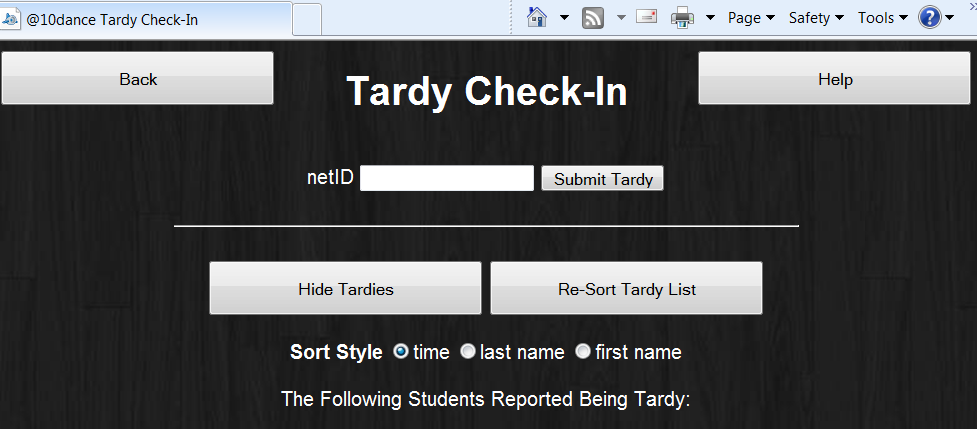 @10dance Tardy Check-In
Page Safety Tools
Back
Tardy Check-In
Help
netID Submit Tardy
Hide Tardies Re-Sort Tardy List
Sort Style time last name first name
The Following Students Reported Being Tardy: